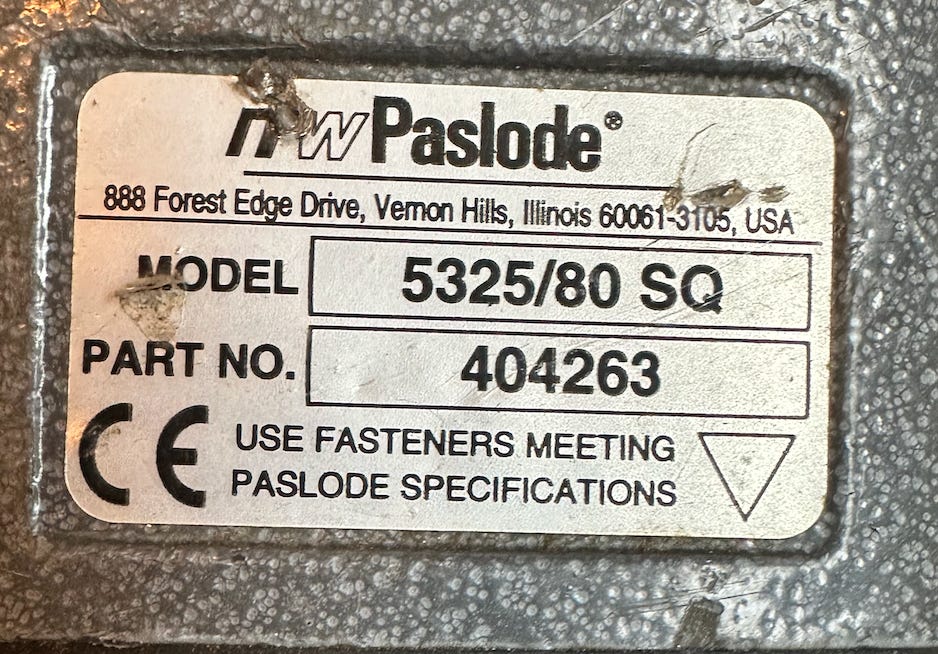 ITW Paslode®
888 Forest Edge Drive, Vernon Hills, Illinois 60061-3105, USA
MODEL 5325/80 SQ
PART NO. 404263
CE USE FASTENERS MEETING
PASLODE SPECIFICATIONS